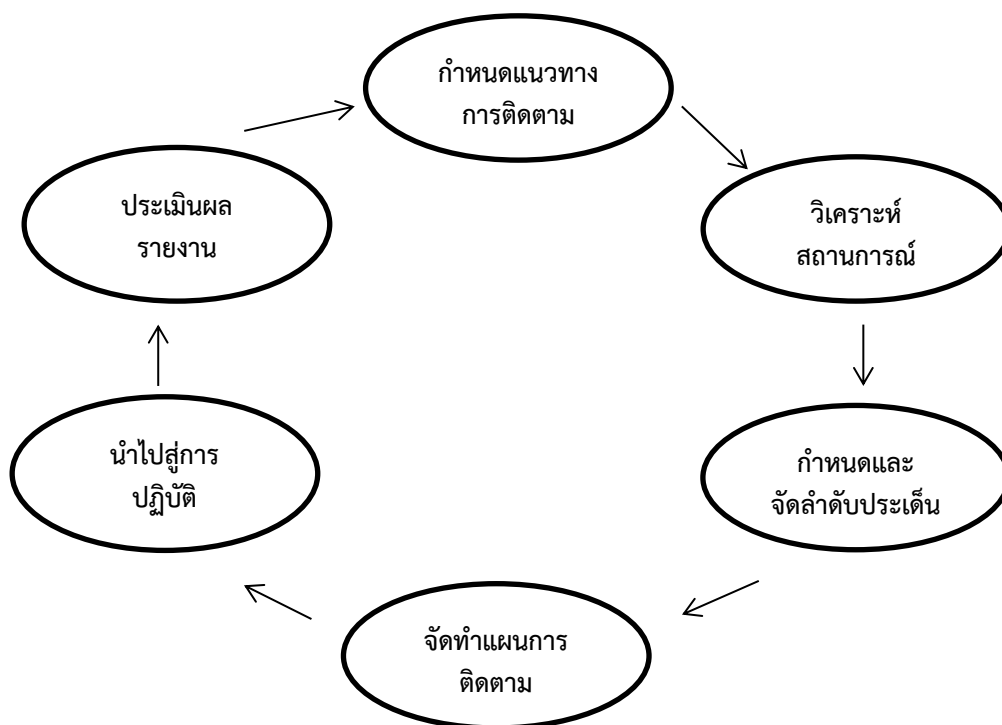 กำหนดแนวทาง
การติดตาม
วิเคราะห์
สถานการณ์
กำหนดและ
จัดลำดับประเด็น
จัดทำแผนการ
ติดตาม
นำไปสู่การ
ปฏิบัติ
ประเมินผล
รายงาน